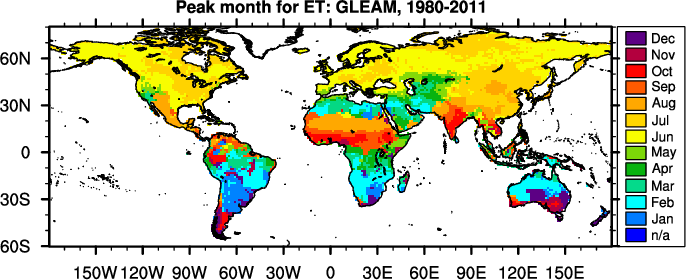 Peak month for ET: GLEAM, 1980-2011
60N
30N
0
30S
60S
150W 120W 90W 60W 30W 0 30E 60E 90E 120E 150E
Dec
Nov
Oct
Sep
Aug
Jul
Jun
May
Apr
Mar
Feb
Jan
n/a